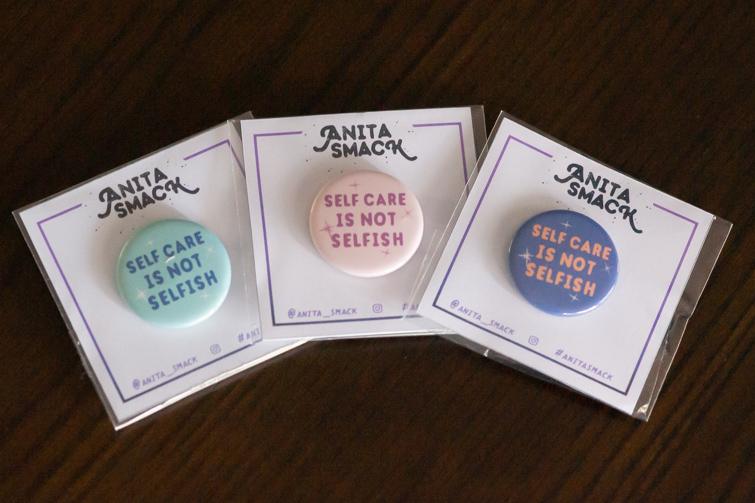 ANITA
SMACK
SELF CARE
IS NOT
SELFISH
@ANITA_SMACK
ANITA
SMACK
SELF CARE
IS NOT
SELFISH
@ANITA_SMACK
ANITA
SMACK
SELF CARE
IS NOT
SELFISH
@ANITA_SMACK #ANITASMACK